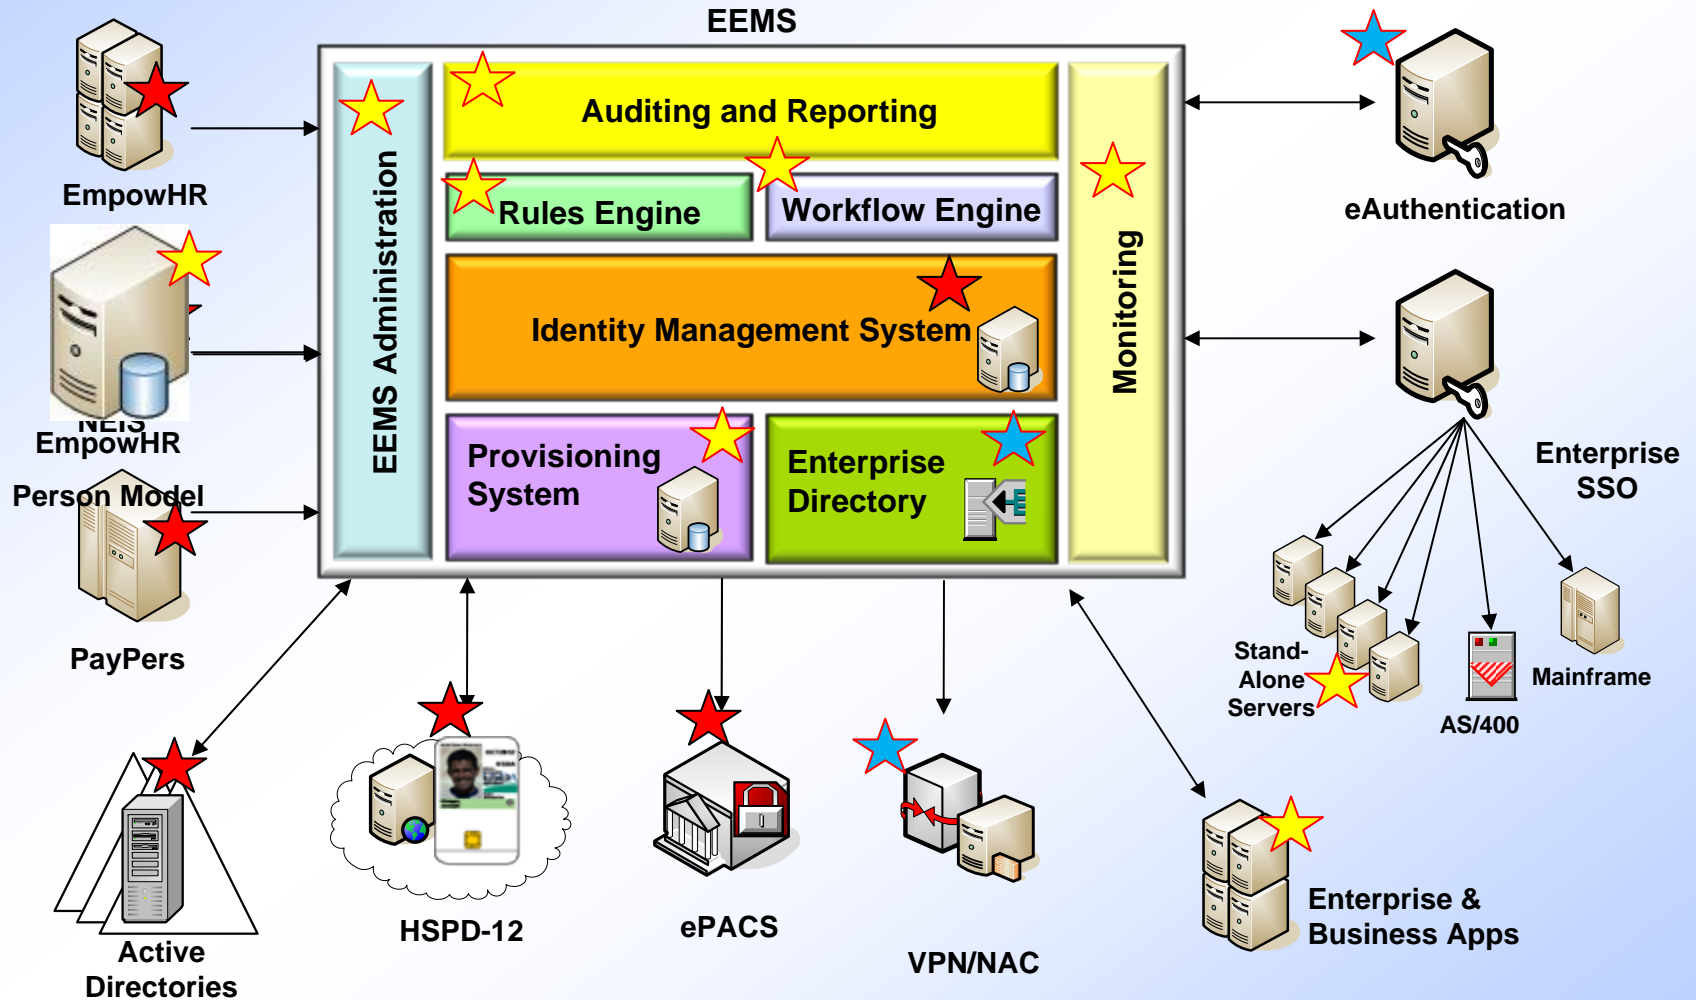 EEMS
EmpowHR
NEIS
EmpowHR
Person Model
PayPers
EEMS Administration
Auditing and Reporting
Rules Engine
Workflow Engine
Identity Management System
Provisioning
System
Enterprise
Directory
Monitoring
eAuthentication
Enterprise
SSO
Stand-
Alone
Servers
AS/400
Mainframe
Active
Directories
HSPD-12
ePACS
VPN/NAC
Enterprise &
Business Apps